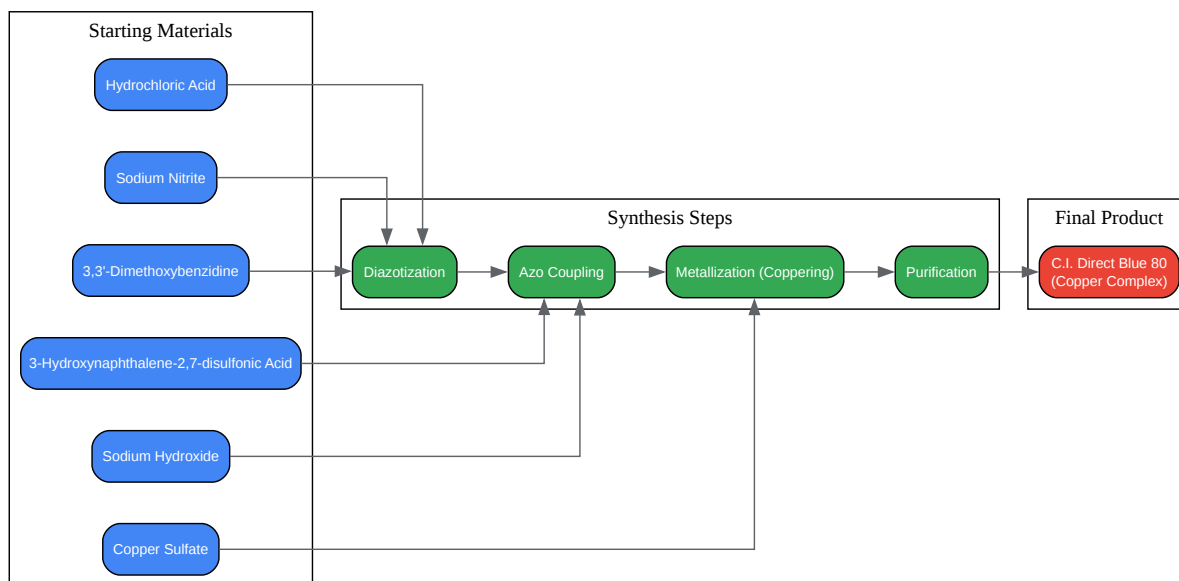 Starting Materials
Hydrochloric Acid
Sodium Nitrite
3,3'-Dimethoxybenzidine
3-Hydroxynaphthalene-2,7-disulfonic Acid
Sodium Hydroxide
Copper Sulfate
Synthesis Steps
Diazotization
Azo Coupling
Metallization (Coppering)
Purification
Final Product
C.I. Direct Blue 80
(Copper Complex)